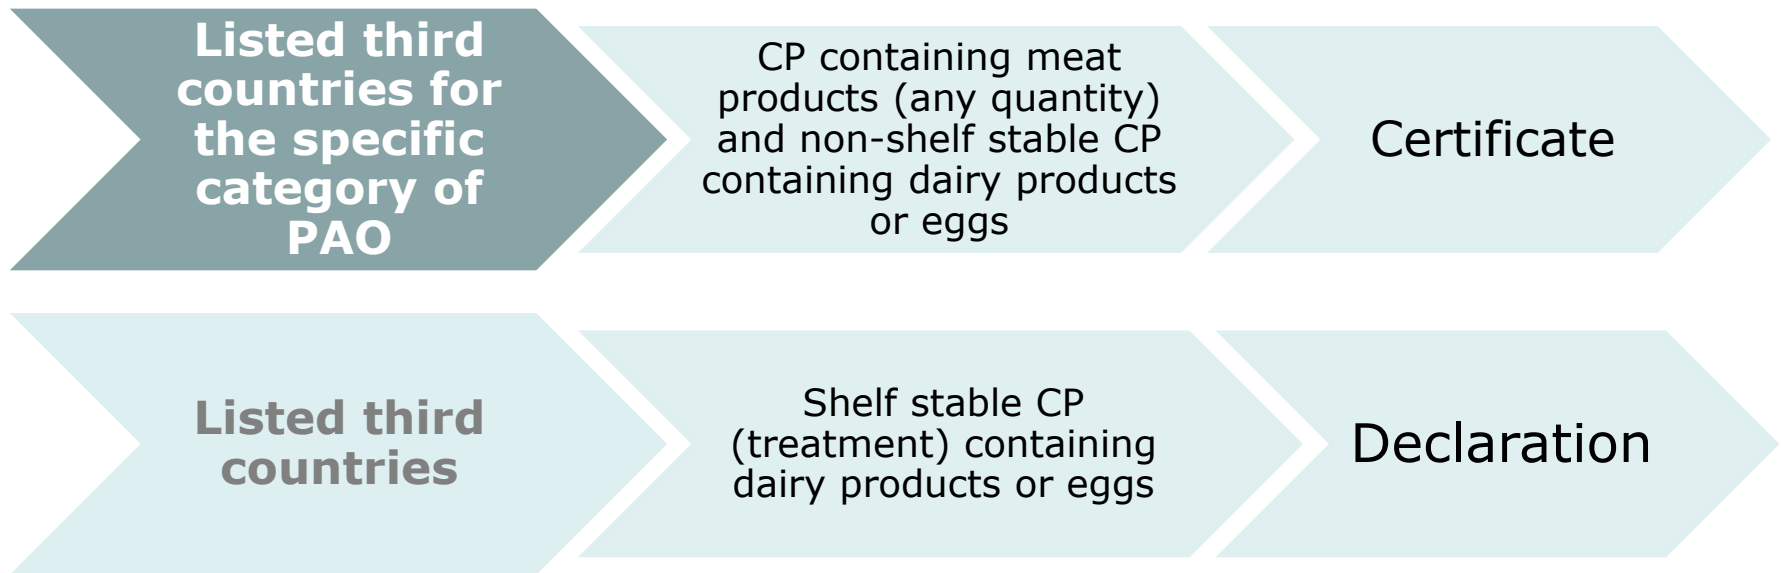 Listed third
countries for
the specific
category of
PAO
CP containing meat
products (any quantity)
and non-shelf stable CP
containing dairy products
or eggs
Certificate
Listed third
countries
Shelf stable CP
(treatment) containing
dairy products or eggs
Declaration